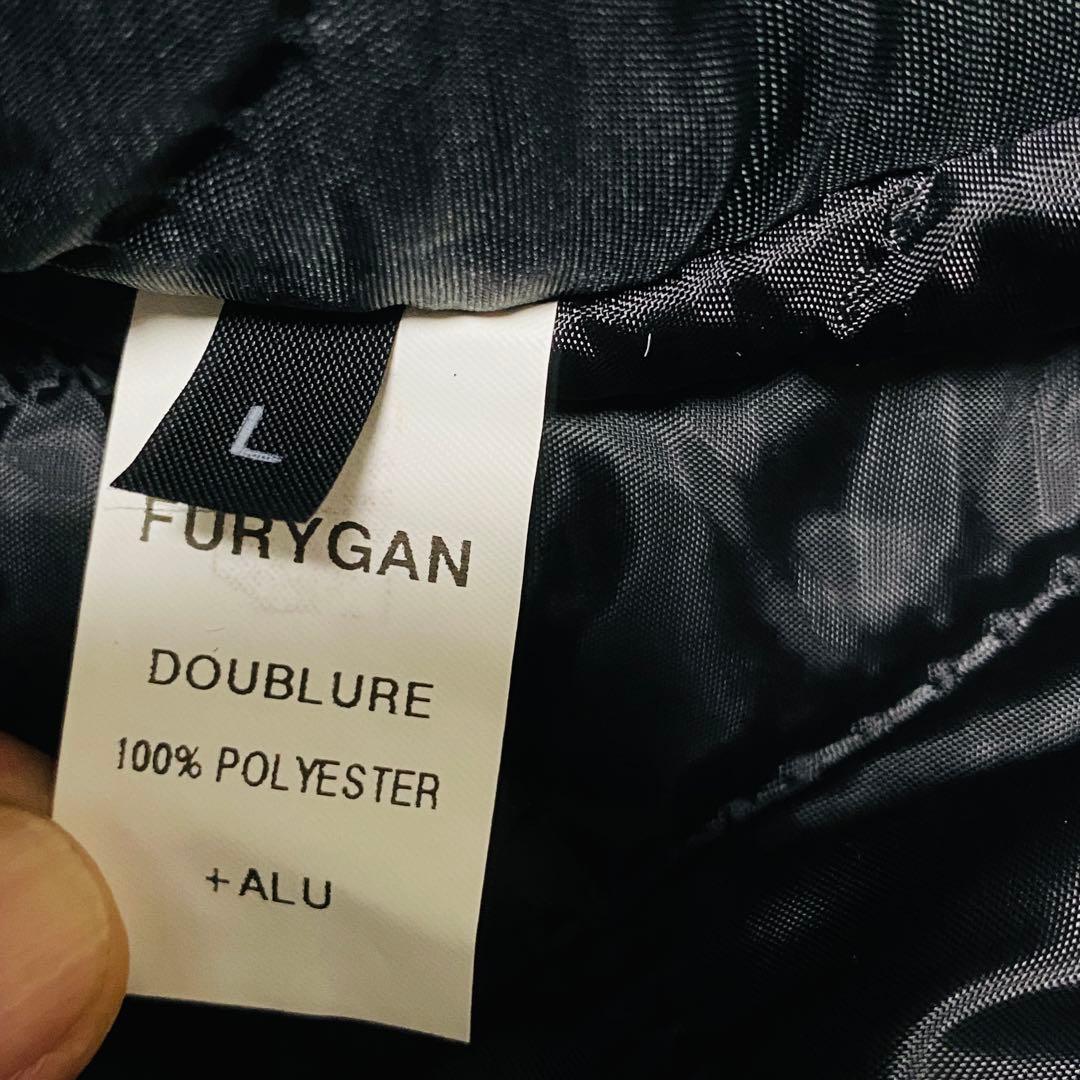 L
FURYGAN
DOUBLURE
100% POLYESTER
+ALU